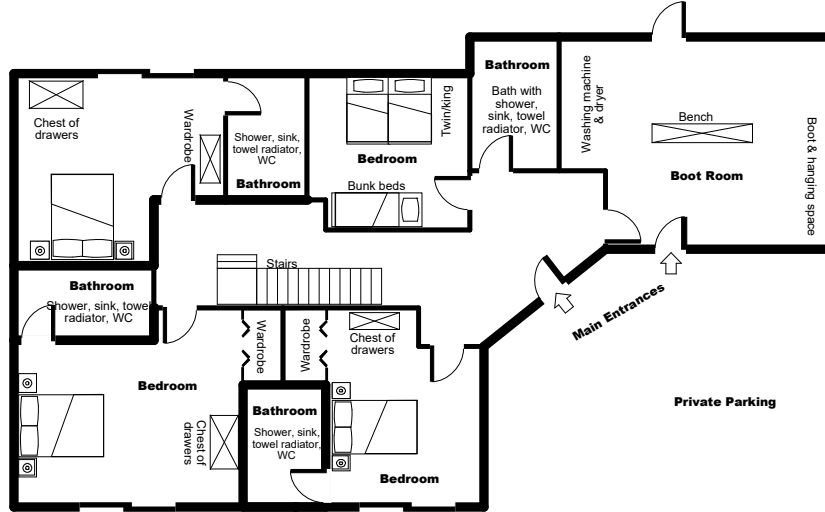 Bathroom
Bath with
shower,
sink, towel
radiator, WC
Washing machine
& dryer
Bench
Boot Room
Boot & hanging space
Chest of
drawers
Wardrobe
Shower, sink,
towel radiator,
WC
Bathroom
Twin/king
Bedroom
Bunk beds
Stairs
Main Entrances
Private Parking
Bathroom
Shower, sink, towel
radiator, WC
Bedroom
Wardrobe
Chest of
drawers
Wardrobe
Chest of
drawers
Bathroom
Shower, sink,
towel radiator,
WC
Bedroom